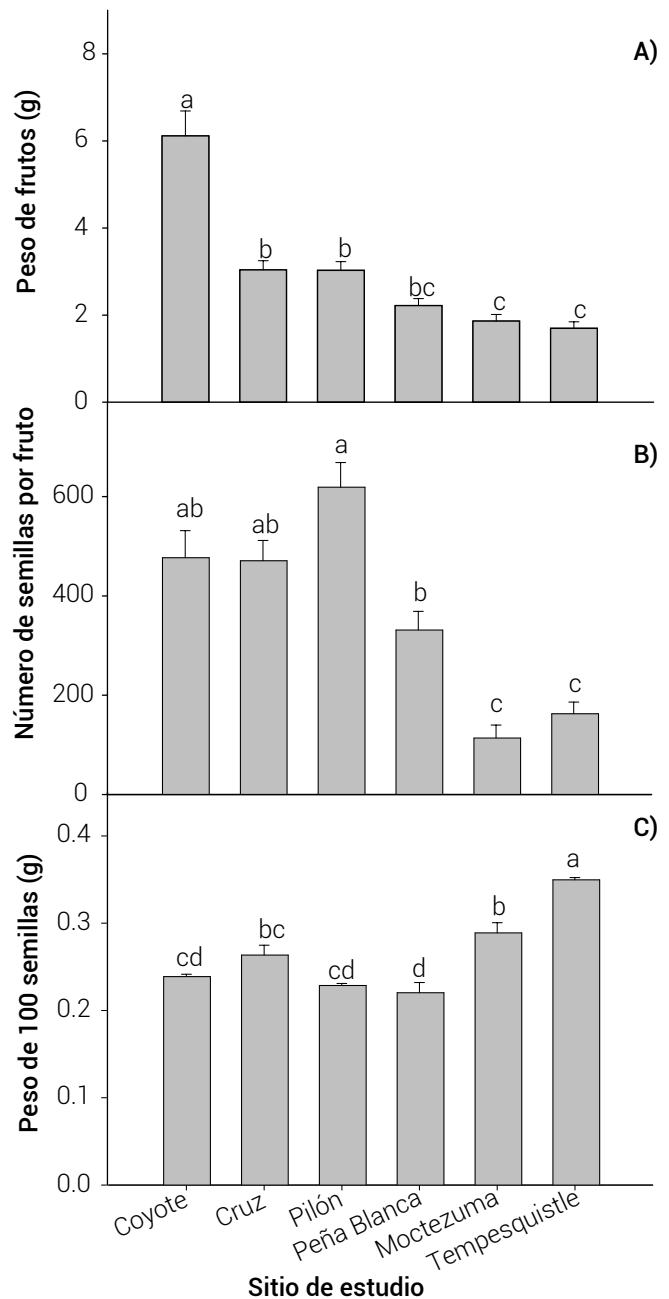 A)
Peso de frutos (g)
8
6
4
2
0
a
b
b
bc
c
c
B)
Número de semillas por fruto
600
400
200
0
ab
ab
a
b
c
c
C)
Peso de 100 semillas (g)
0.4
0.3
0.2
0.1
0.0
cd
bc
cd
d
b
a
Coyote
Cruz
Pilón
Peña Blanca
Moctezuma
Tempesquistle
Sitio de estudio